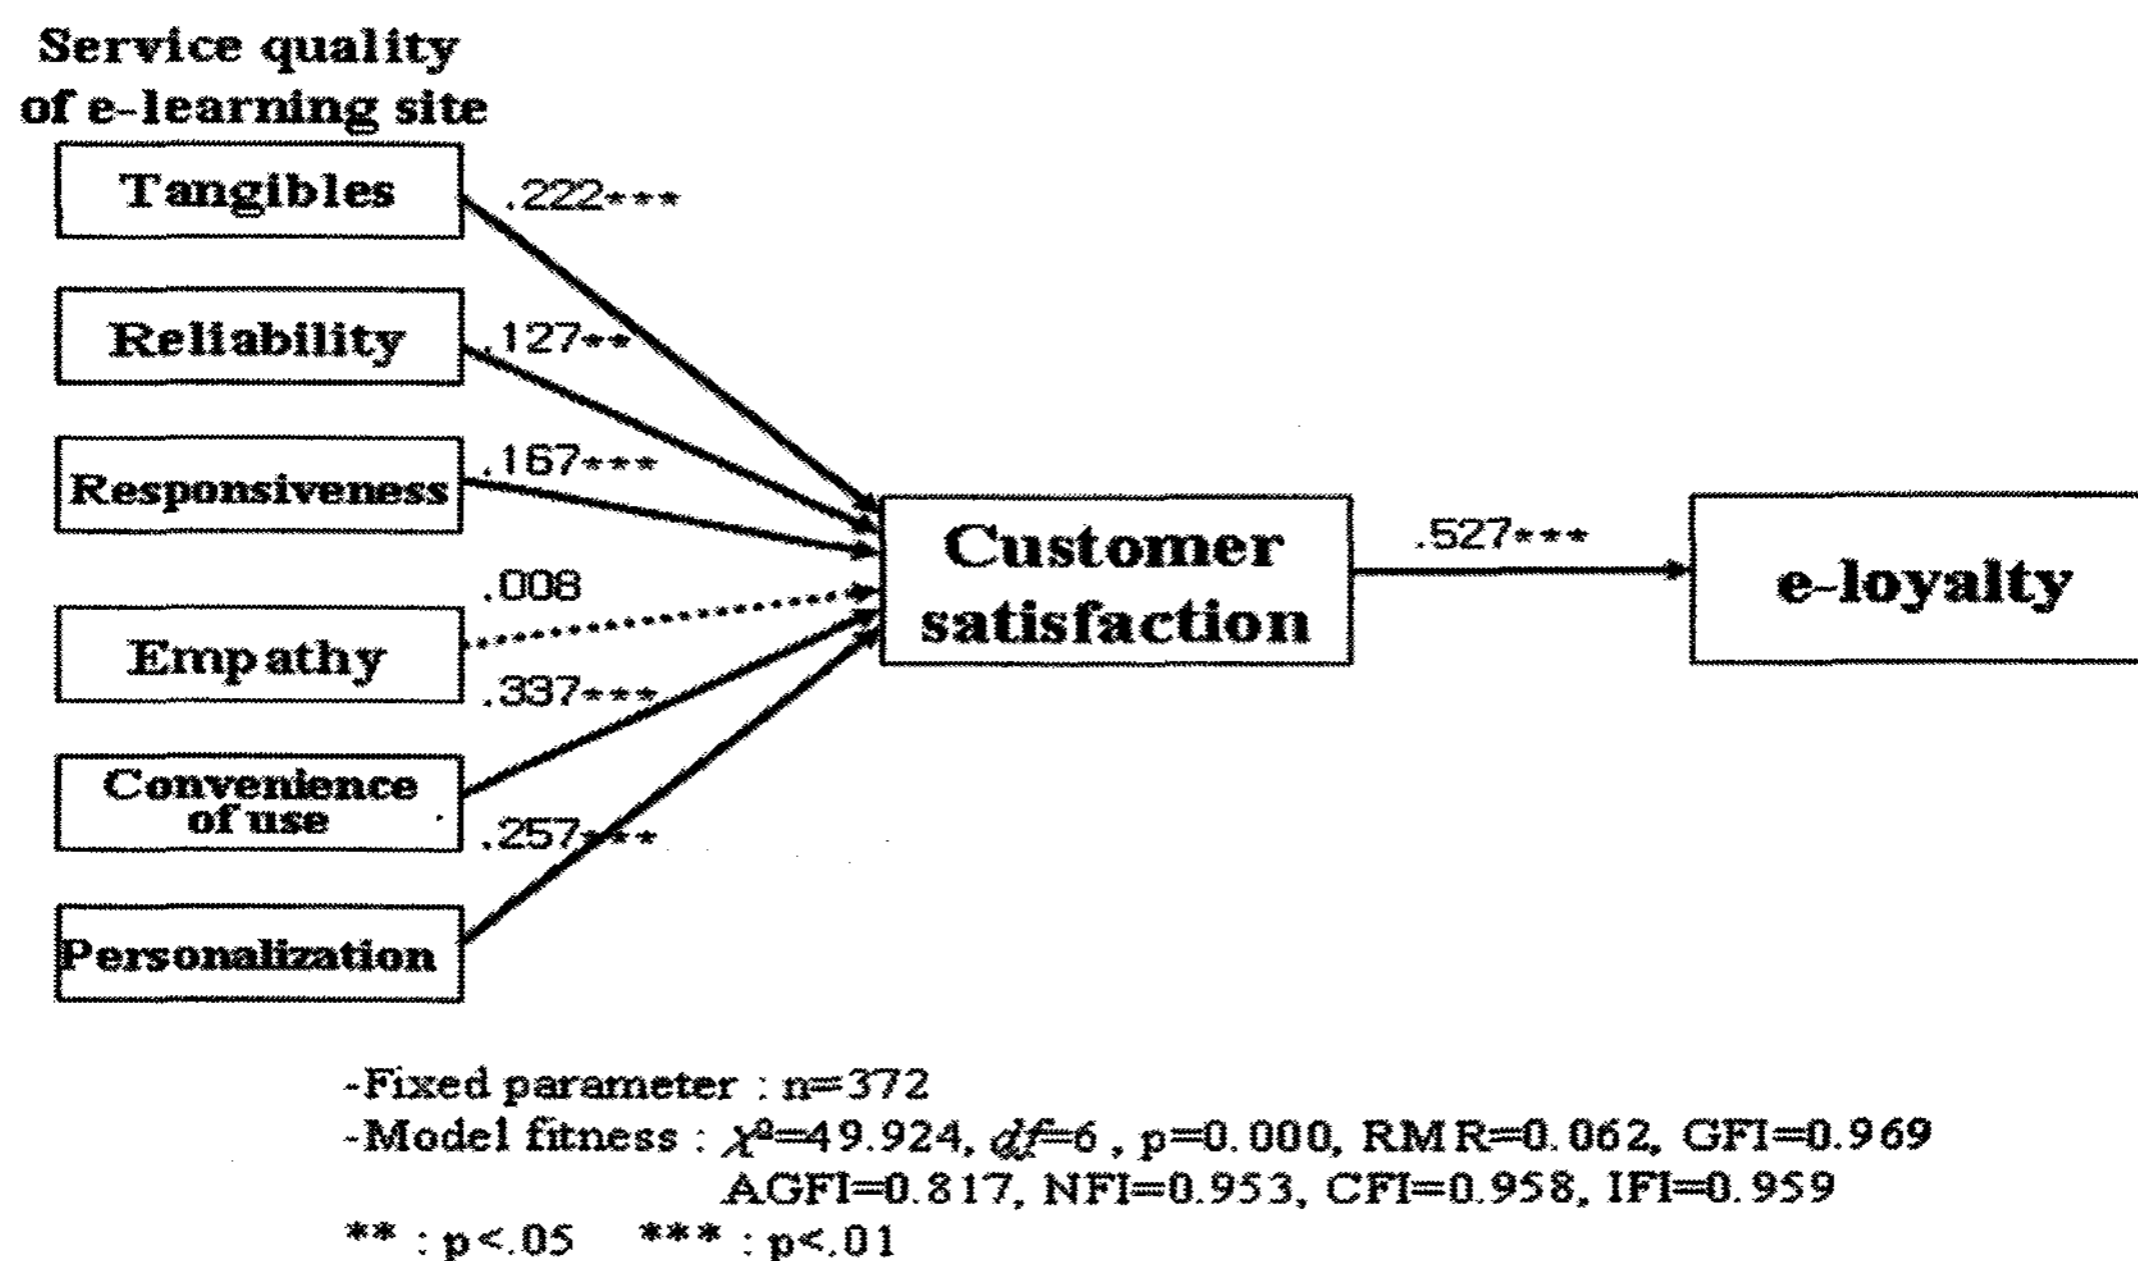 Service quality
of e-learning site
Tangibles
.222***
Reliability
.127**
Responsiveness
.167***
.008
Empathy
.337***
Convenience
of use
.257***
Personalization
Customer
satisfaction
.527***
e-loyalty
-Fixed parameter : n=372
-Model fitness : χ²=49.924, df=6 , p=0.000, RMR=0.062, GFI=0.969
AGFI=0.817, NFI=0.953, CFI=0.958, IFI=0.959
** : p<.05 *** : p<.01